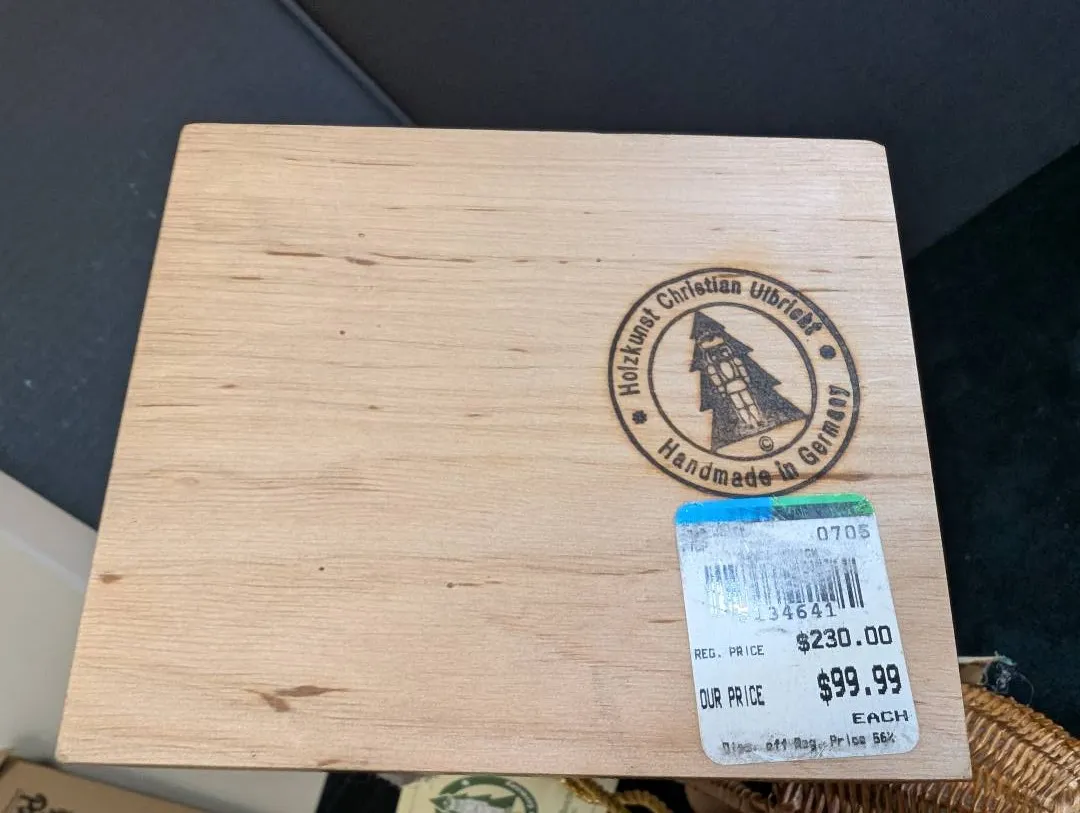 Holzkunst Christian Ulbricht
Handmade in Germany
©
0705
134641
REG. PRICE $230.00
OUR PRICE $99.99
EACH
off Reg. Price 56%